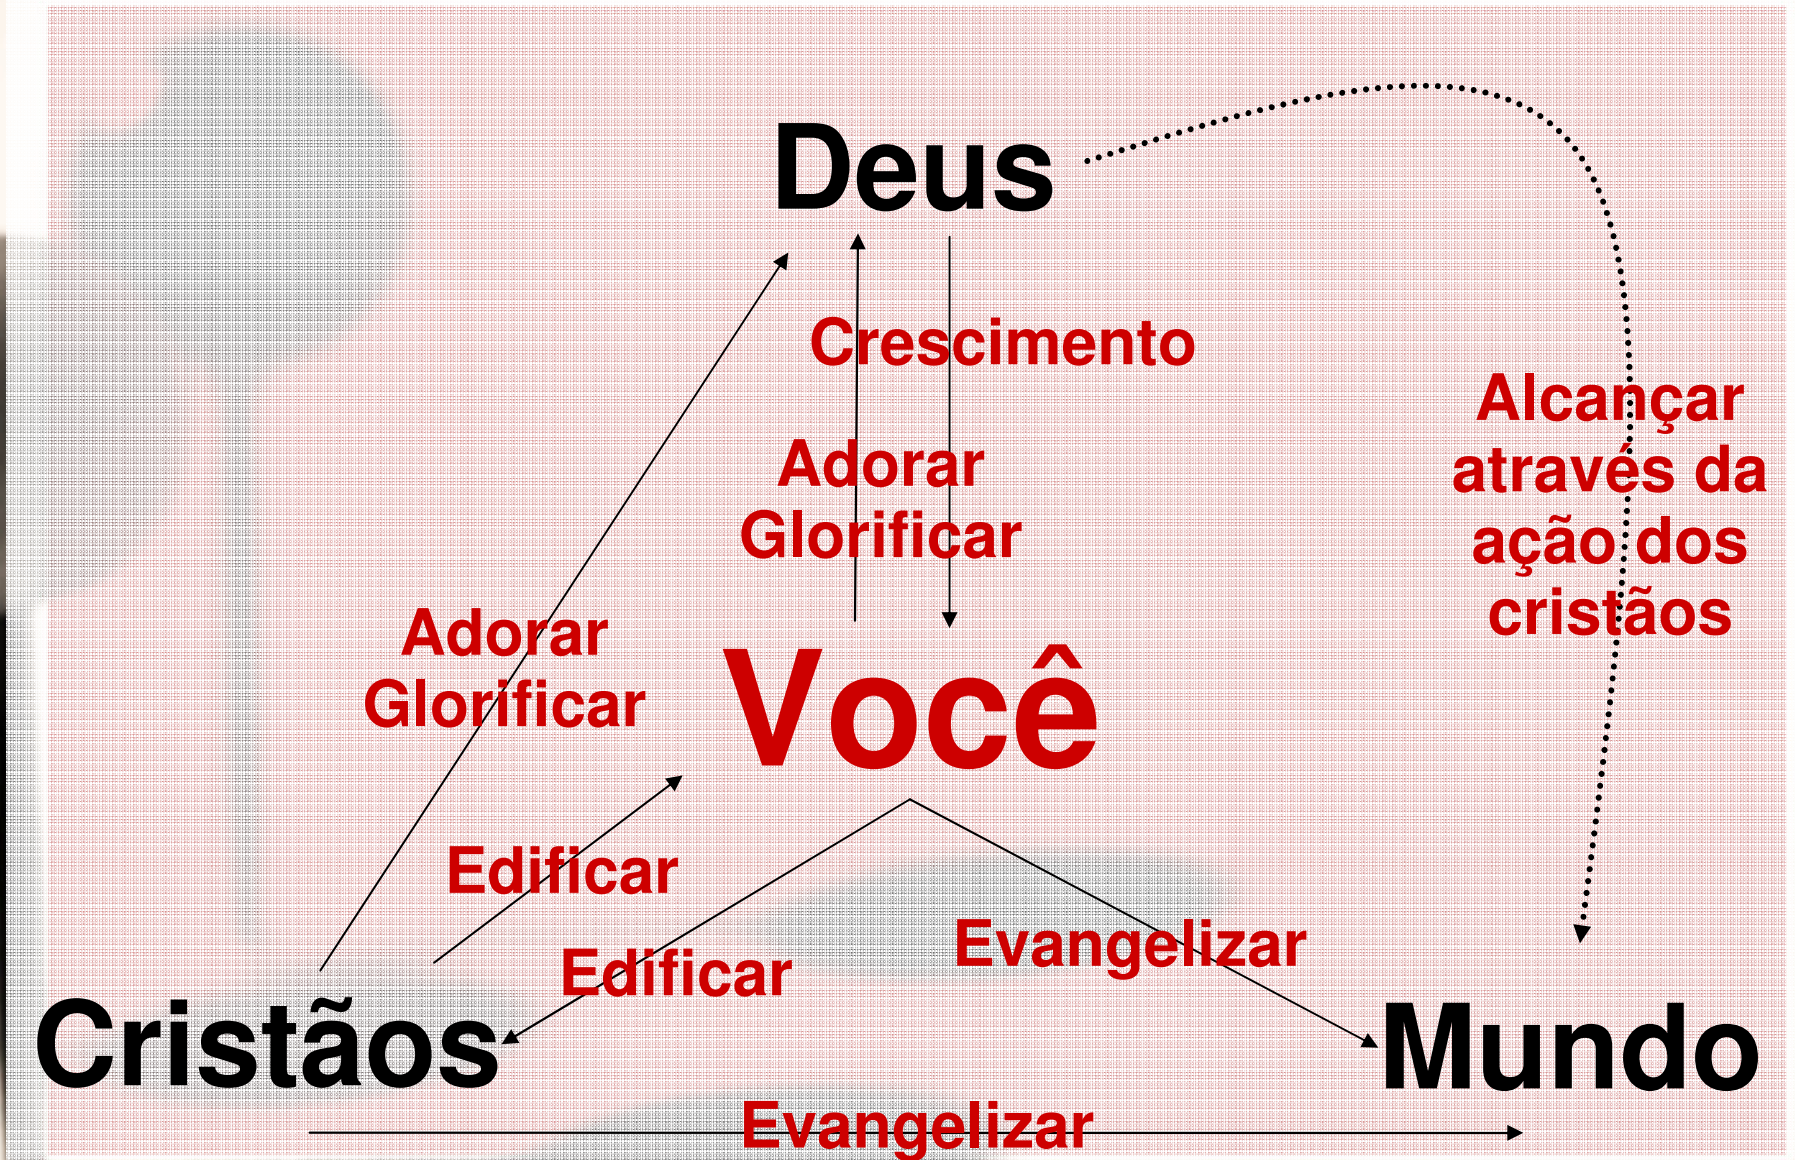 Deus
Crescimento
Alcançar
através da
ação dos
cristãos
Adorar
Glorificar
Adorar
Glorificar
Você
Edificar
Edificar
Evangelizar
Cristãos
Mundo
Evangelizar